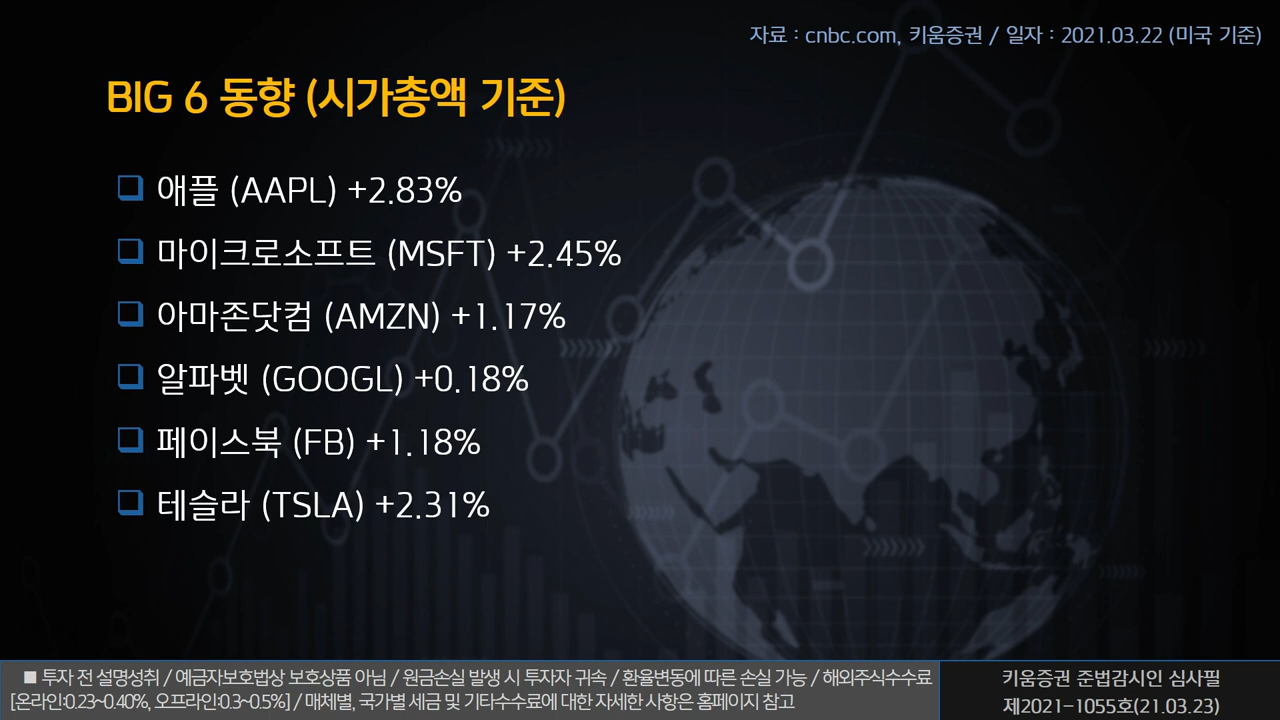 자료 : cnbc.com, 키움증권 / 일자 : 2021.03.22 (미국 기준)
BIG 6 동향 (시가총액 기준)
애플 (AAPL) +2.83%
마이크로소프트 (MSFT) +2.45%
아마존닷컴 (AMZN) +1.17%
알파벳 (GOOGL) +0.18%
페이스북 (FB) +1.18%
테슬라 (TSLA) +2.31%
■ 투자 전 설명성취 / 예금자보호법상 보호상품 아님 / 원금손실 발생 시 투자자 귀속 / 환율변동에 따른 손실 가능 / 해외주식수수료
[온라인:0.23~0.40%, 오프라인:0.3~0.5%] / 매체별, 국가별 세금 및 기타수수료에 대한 자세한 사항은 홈페이지 참고
키움증권 준법감시인 심사필
제2021-1055호(21.03.23)